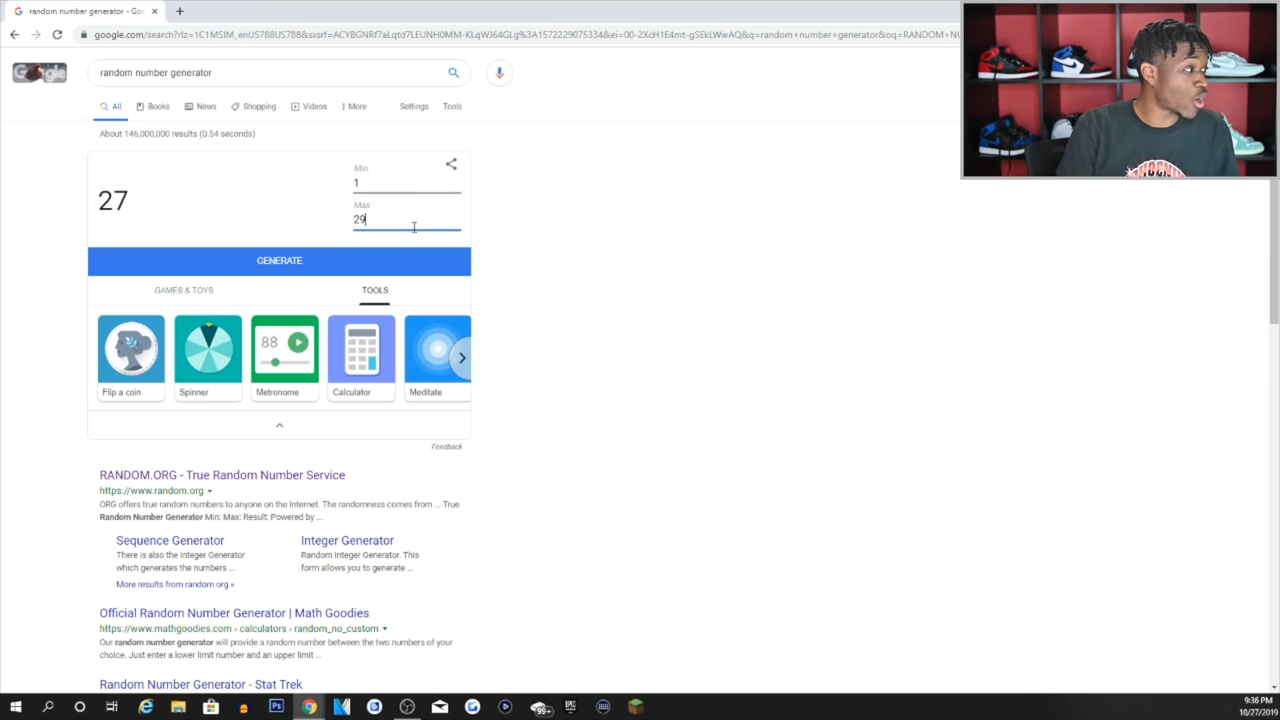 random number generator - Goo
google.com/search?rlz=1C1MSIM_enUS788US788&sxsrf=ACYBGNRf7aLqtd7LEUNH0MM-KLqWJ64GLg%3A1572229075334&ei=00-2XcH1E4mt-gSEkLWwAQ&q=random+number+generator&oq=RANDOM+NU
random number generator
All Books News Shopping Videos More Settings Tools
About 146,000,000 results (0.54 seconds)
Min
1
27
Max
29
GENERATE
GAMES & TOYS TOOLS
88
Flip a coin Spinner Metronome Calculator Meditate
Feedback
RANDOM.ORG - True Random Number Service
https://www.random.org
ORG offers true random numbers to anyone on the Internet. The randomness comes from ... True
Random Number Generator Min: Max: Result: Powered by ...
Sequence Generator Integer Generator
There is also the Integer Generator Random Integer Generator. This
which generates the numbers ... form allows you to generate ...
More results from random.org »
Official Random Number Generator | Math Goodies
https://www.mathgoodies.com › calculators › random_no_custom
Our random number generator will provide a random number between the two numbers of your
choice. Just enter a lower limit number and an upper limit ...
Random Number Generator - Stat Trek
Ps
99+
9:36 PM
10/27/2019